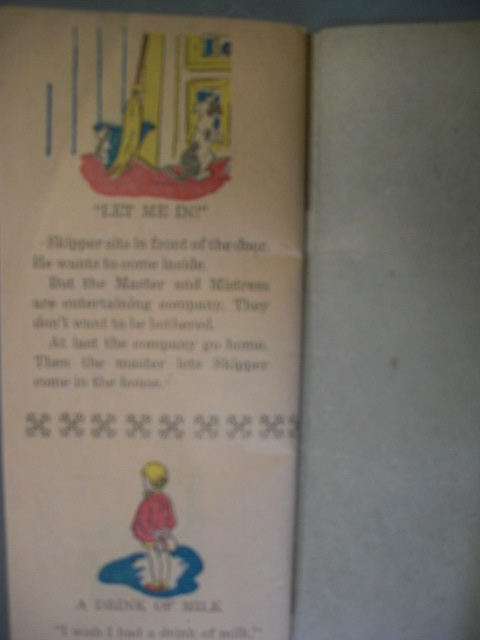 "LET ME IN!"
Skipper sits in front of the door.
He wants to come inside.
But the Master and Mistress
are entertaining company. They
don't want to be bothered.
At last the company go home.
Then the master lets Skipper
come in the house.
A DRINK OF MILK
"I wish I had a drink of milk,"